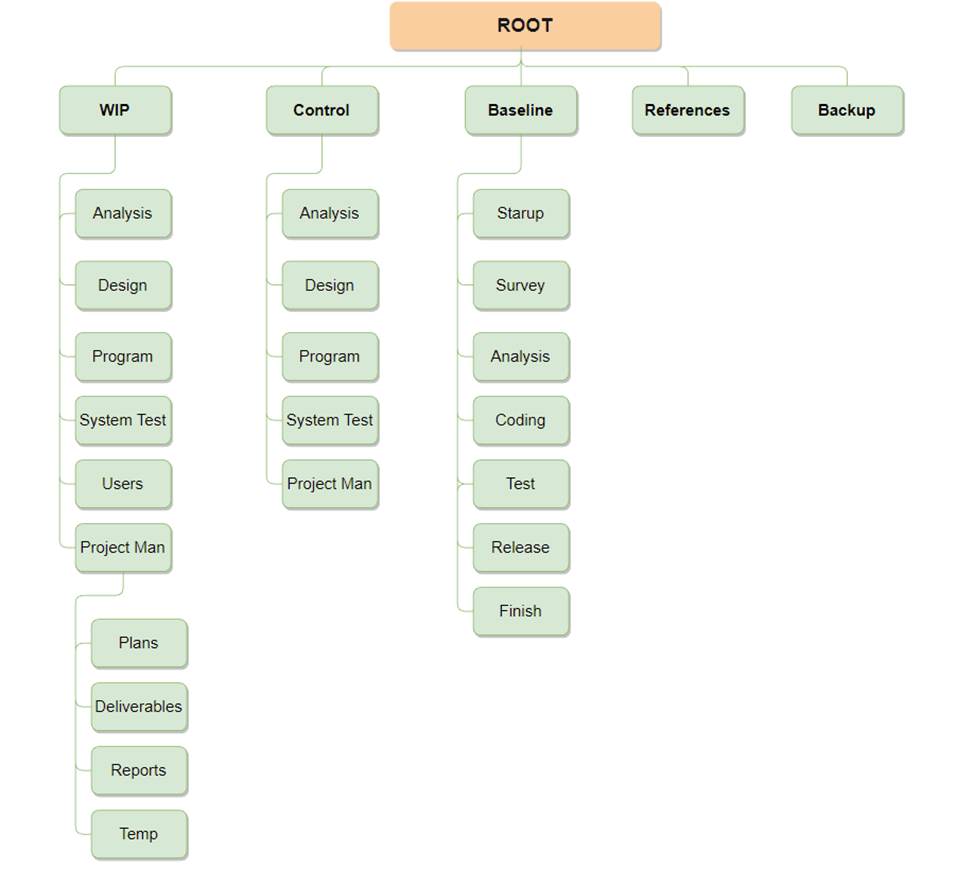 ROOT
WIP
Control
Baseline
References
Backup
Analysis
Design
Program
System Test
Users
Project Man
Plans
Deliverables
Reports
Temp
Analysis
Design
Program
System Test
Project Man
Starup
Survey
Analysis
Coding
Test
Release
Finish